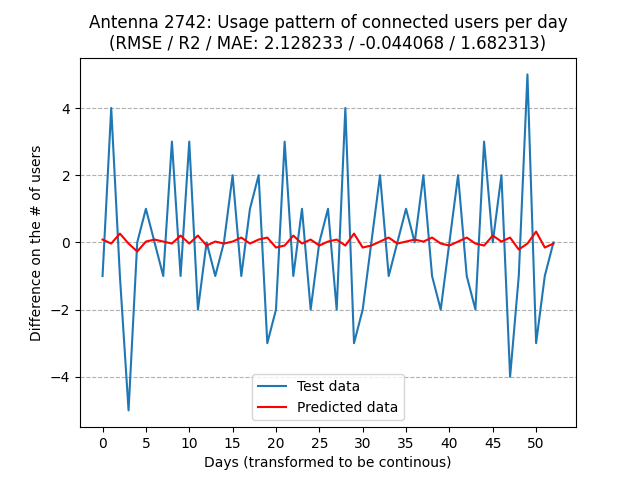 Antenna 2742: Usage pattern of connected users per day
(RMSE / R2 / MAE: 2.128233 / -0.044068 / 1.682313)
Difference on the # of users
4
2
0
−2
−4
Test data
Predicted data
0 5 10 15 20 25 30 35 40 45 50
Days (transformed to be continous)